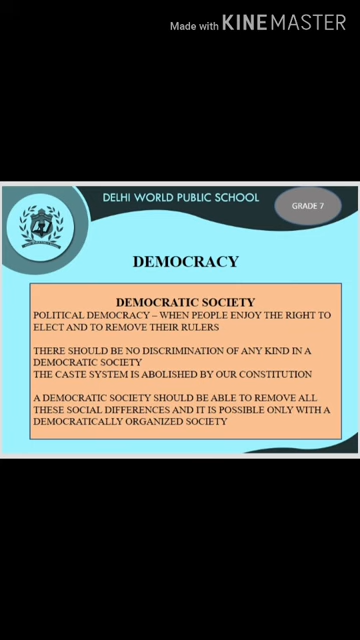 Made with KINEMASTER
DELHI WORLD PUBLIC SCHOOL
GRADE 7
DEMOCRACY
DEMOCRATIC SOCIETY
POLITICAL DEMOCRACY – WHEN PEOPLE ENJOY THE RIGHT TO
ELECT AND TO REMOVE THEIR RULERS
THERE SHOULD BE NO DISCRIMINATION OF ANY KIND IN A
DEMOCRATIC SOCIETY
THE CASTE SYSTEM IS ABOLISHED BY OUR CONSTITUTION
A DEMOCRATIC SOCIETY SHOULD BE ABLE TO REMOVE ALL
THESE SOCIAL DIFFERENCES AND IT IS POSSIBLE ONLY WITH A
DEMOCRATICALLY ORGANIZED SOCIETY